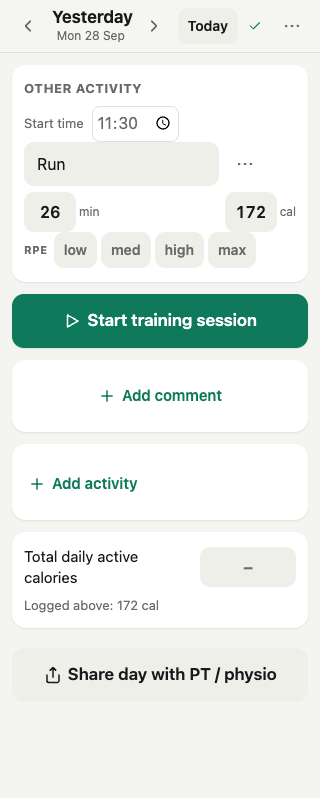 Yesterday
Mon 28 Sep
Today
OTHER ACTIVITY
Start time 11:30
Run
26 min 172 cal
RPE low med high max
Start training session
Add comment
Add activity
Total daily active
calories
–
Logged above: 172 cal
Share day with PT / physio